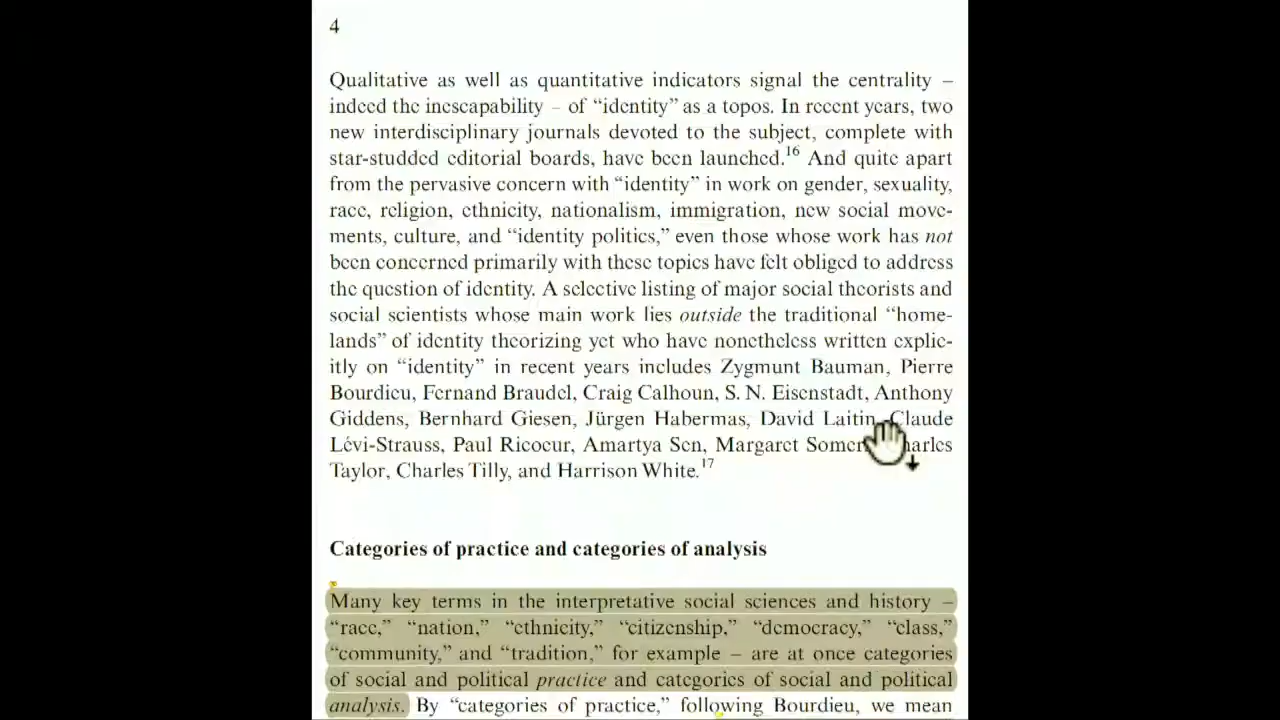 4
Qualitative as well as quantitative indicators signal the centrality –
indeed the inescapability – of “identity” as a topos. In recent years, two
new interdisciplinary journals devoted to the subject, complete with
star-studded editorial boards, have been launched.16 And quite apart
from the pervasive concern with “identity” in work on gender, sexuality,
race, religion, ethnicity, nationalism, immigration, new social move-
ments, culture, and “identity politics,” even those whose work has not
been concerned primarily with these topics have felt obliged to address
the question of identity. A selective listing of major social theorists and
social scientists whose main work lies outside the traditional “home-
lands” of identity theorizing yet who have nonetheless written explic-
itly on “identity” in recent years includes Zygmunt Bauman, Pierre
Bourdieu, Fernand Braudel, Craig Calhoun, S. N. Eisenstadt, Anthony
Giddens, Bernhard Giesen, Jürgen Habermas, David Laitin, Claude
Lévi-Strauss, Paul Ricoeur, Amartya Sen, Margaret
Taylor, Charles Tilly, and Harrison White.17
Categories of practice and categories of analysis
Many key terms in the interpretative social sciences and history –
“race,” “nation,” “ethnicity,” “citizenship,” “democracy,” “class,”
“community,” and “tradition,” for example – are at once categories
of social and political practice and categories of social and political
analysis. By “categories of practice,” following Bourdieu, we mean